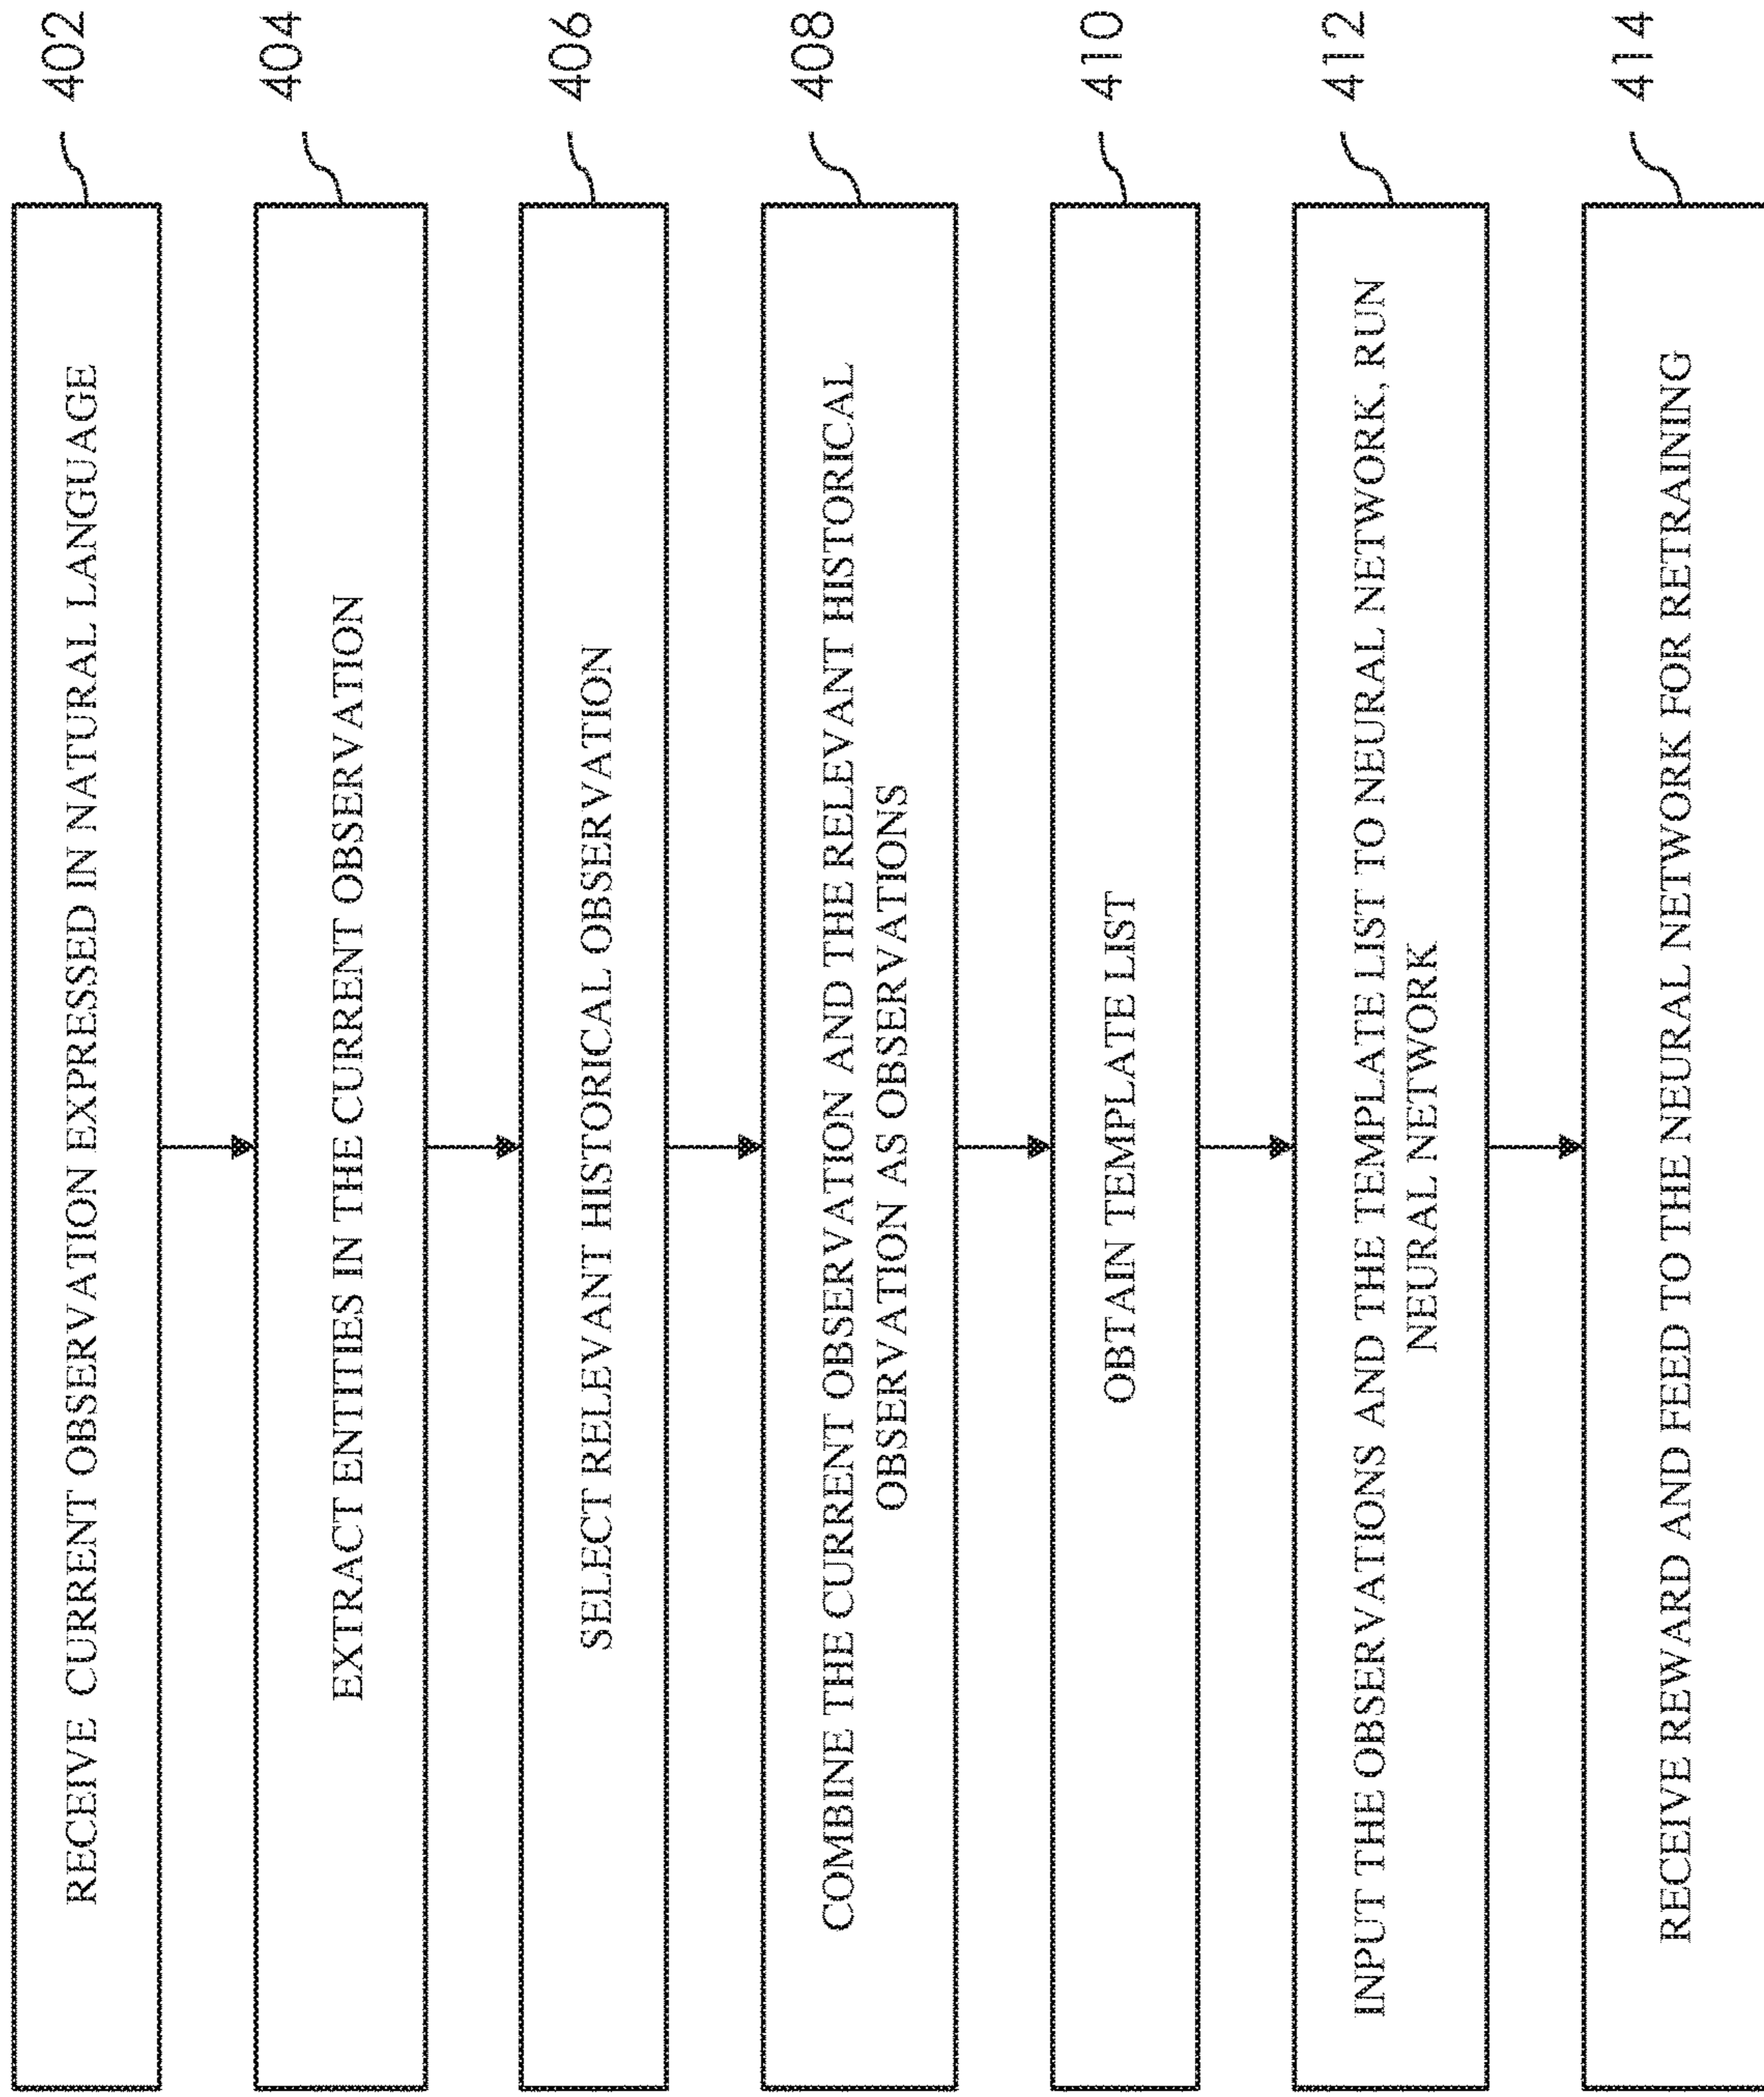 402
RECEIVE CURRENT OBSERVATION EXPRESSED IN NATURAL LANGUAGE
404
EXTRACT ENTITIES IN THE CURRENT OBSERVATION
406
SELECT RELEVANT HISTORICAL OBSERVATION
408
COMBINE THE CURRENT OBSERVATION AND THE RELEVANT HISTORICAL
OBSERVATION AS OBSERVATIONS
410
OBTAIN TEMPLATE LIST
412
INPUT THE OBSERVATIONS AND THE TEMPLATE LIST TO NEURAL NETWORK, RUN
NEURAL NETWORK
414
RECEIVE REWARD AND FEED TO THE NEURAL NETWORK FOR RETRAINING